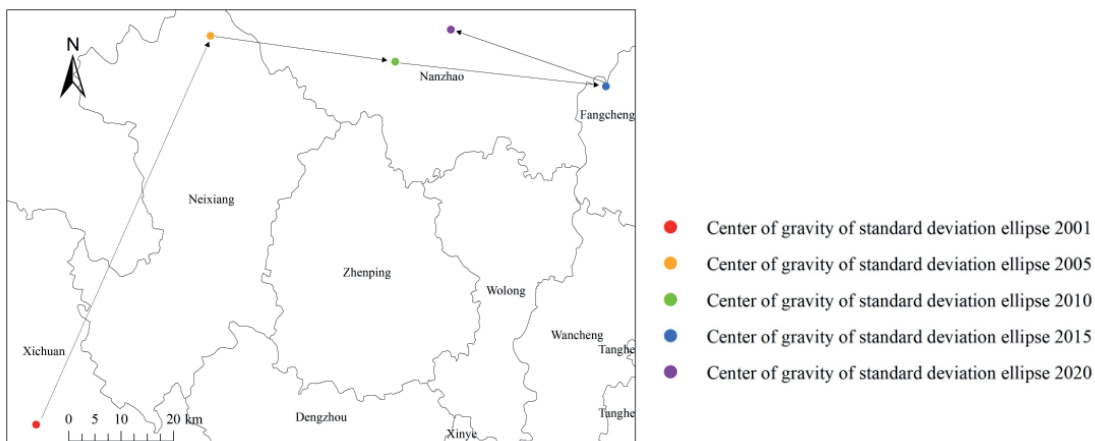 N
Nanzhao
Fangcheng
Neixiang
Zhenping
Wolong
Wancheng
Xichuan
Tanghe
Tanghe
Dengzhou
Xinye
0 5 10 20 km
Center of gravity of standard deviation ellipse 2001
Center of gravity of standard deviation ellipse 2005
Center of gravity of standard deviation ellipse 2010
Center of gravity of standard deviation ellipse 2015
Center of gravity of standard deviation ellipse 2020